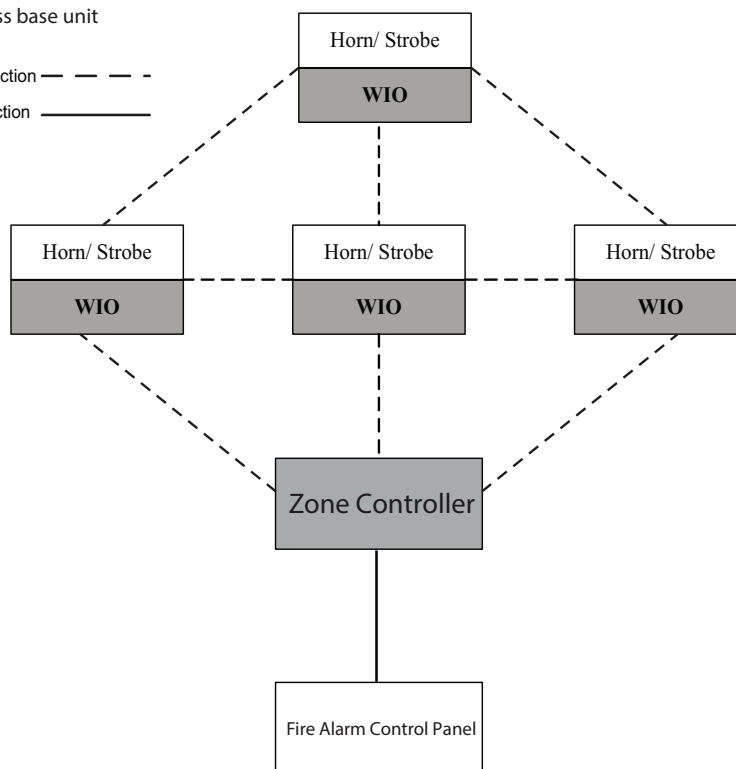 ss base unit
Horn/ Strobe
ction
WIO
ction
Horn/ Strobe
Horn/ Strobe
Horn/ Strobe
WIO
WIO
WIO
Zone Controller
Fire Alarm Control Panel